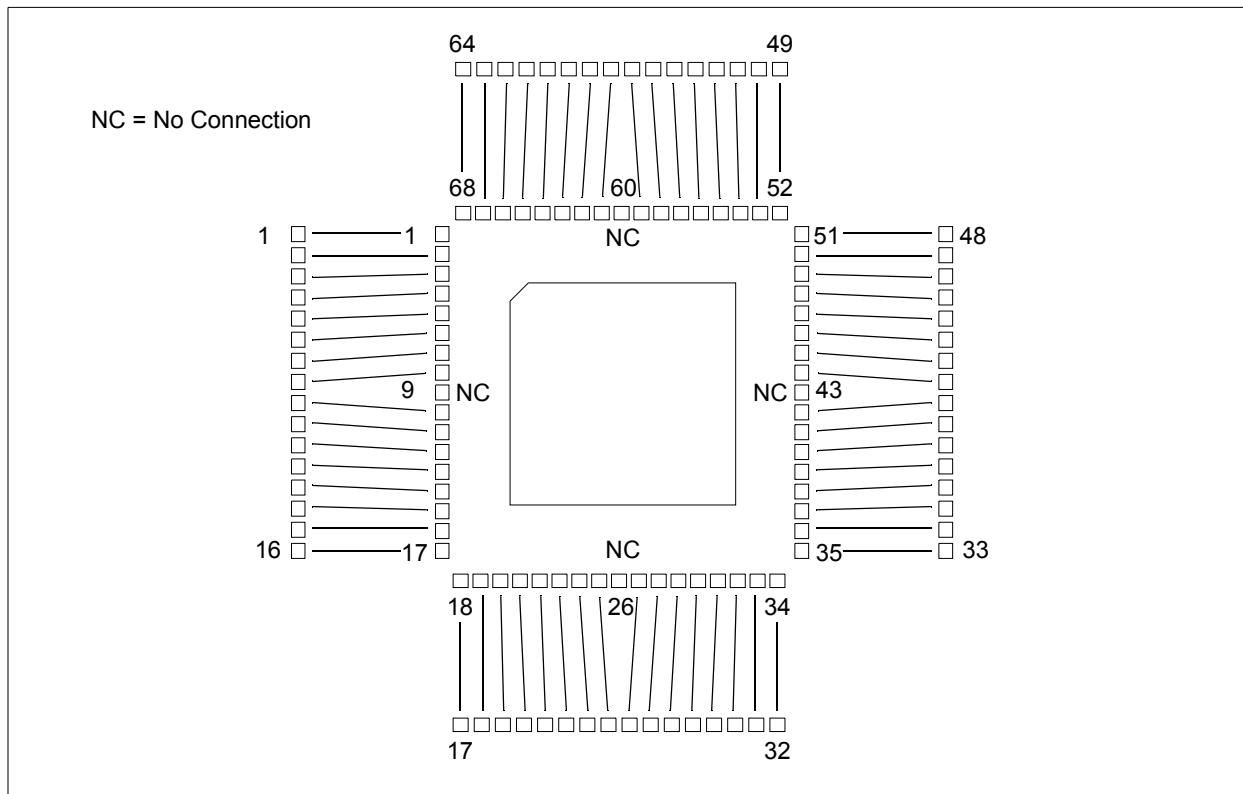 64 49
NC = No Connection
68 60 52
1 1 NC 51 48
9 NC NC 43
16 17 NC 35 33
18 26 34
17 32